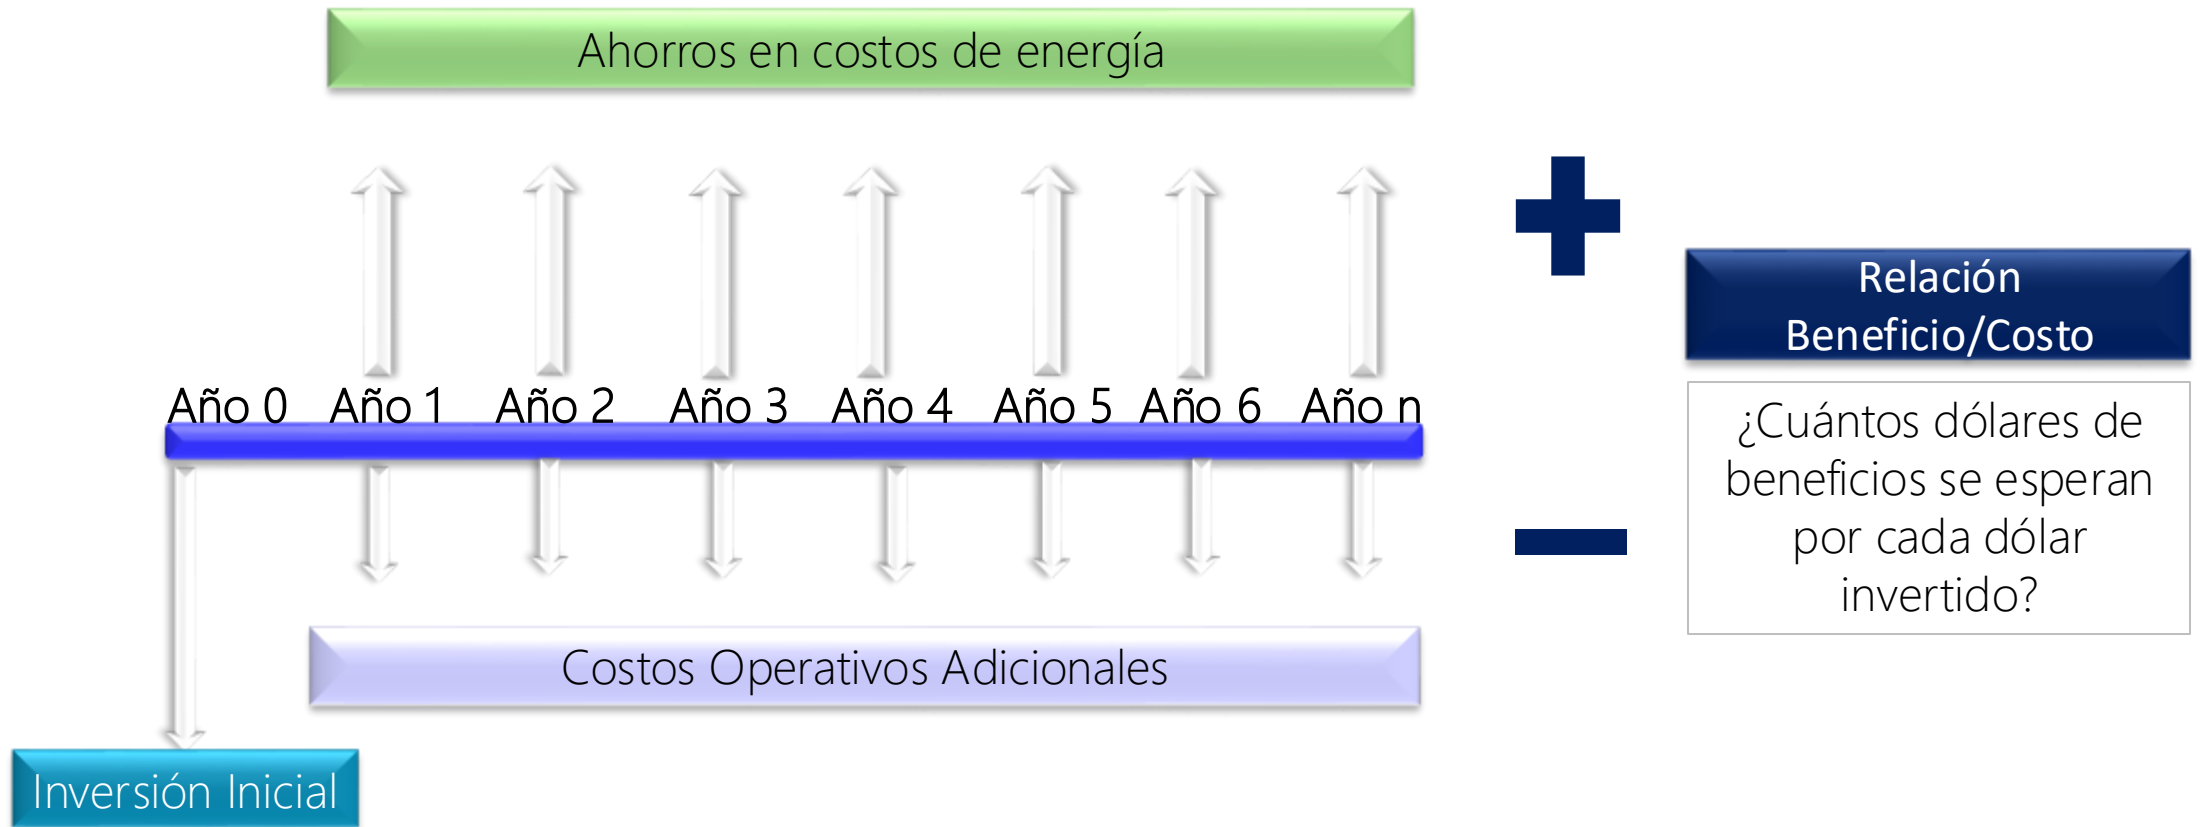 Ahorros en costos de energía
Año 0 Año 1 Año 2 Año 3 Año 4 Año 5 Año 6 Año n
Costos Operativos Adicionales
Inversión Inicial
Relación
Beneficio/Costo
¿Cuántos dólares de
beneficios se esperan
por cada dólar
invertido?